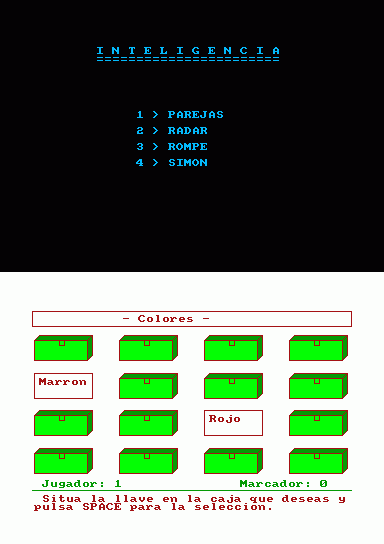 I N T E L I G E N C I A
1 > PAREJAS
2 > RADAR
3 > ROMPE
4 > SIMON
- Colores -
Marron
Rojo
Jugador: 1 Marcador: 0
Situa la llave en la caja que deseas y
pulsa SPACE para la seleccion.